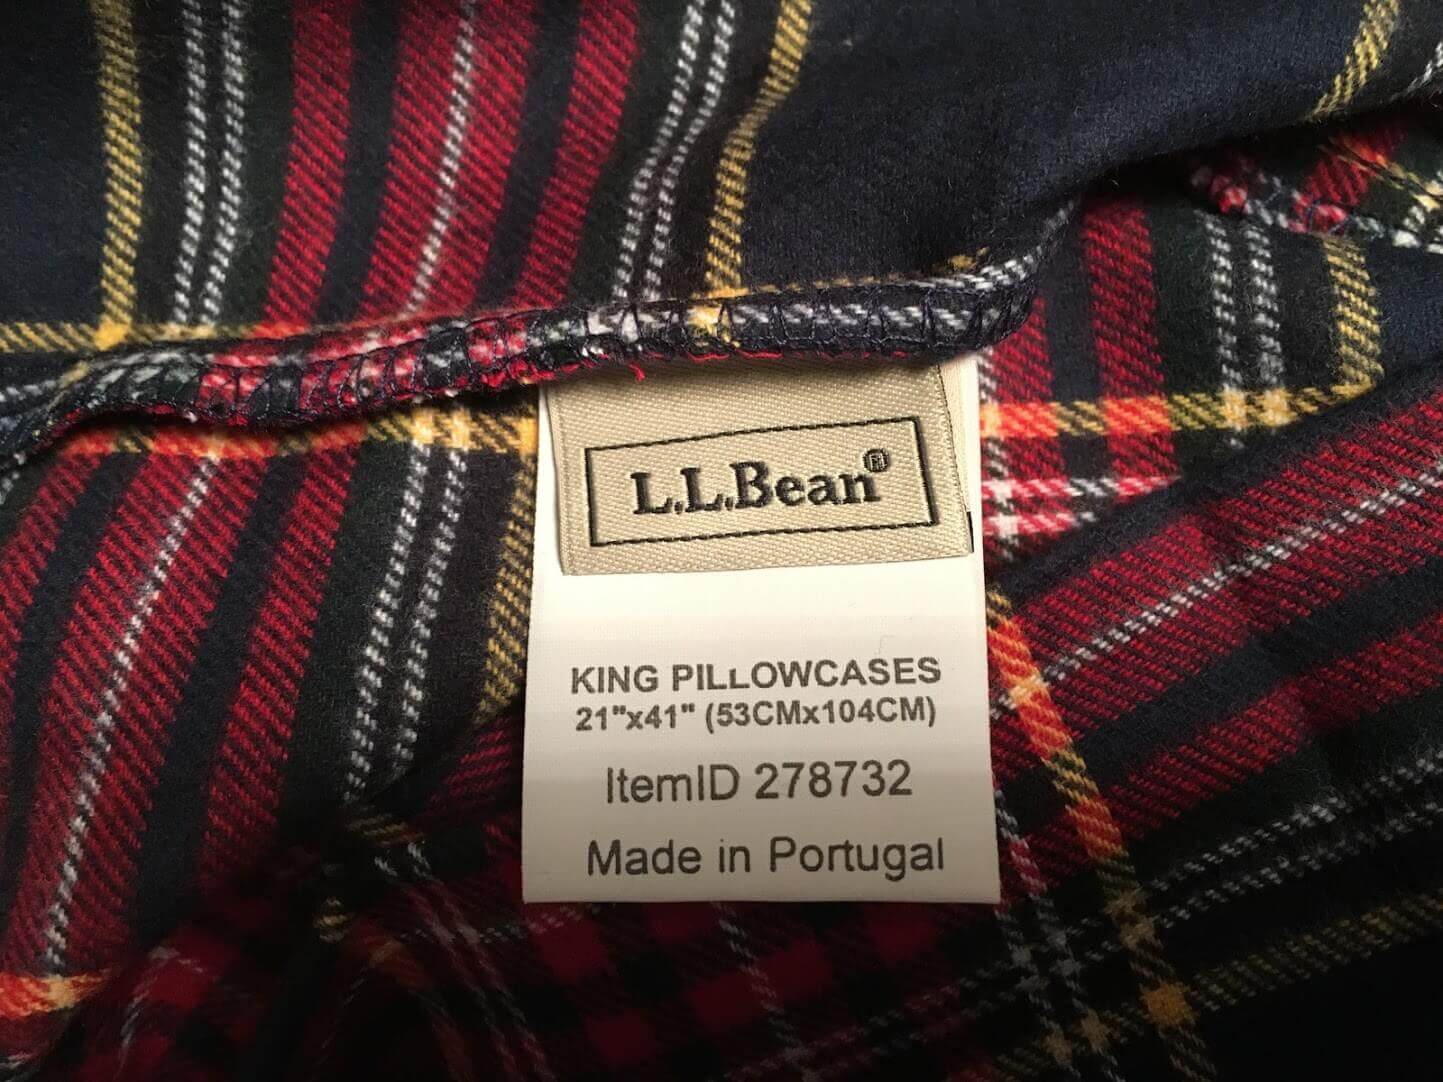 L.L.Bean®
KING PILLOWCASES
21"x41" (53CMx104CM)
ItemID 278732
Made in Portugal